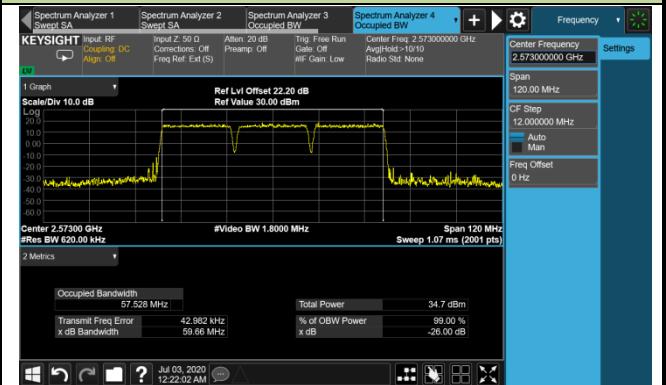 Spectrum Analyzer 1
Swept SA
Spectrum Analyzer 2
Swept SA
Spectrum Analyzer 3
Occupied BW
Spectrum Analyzer 4
Occupied BW
Frequency
KEYSIGHT
Input: RF
Coupling: DC
Align: Off
Input Z: 50 Ω
Corrections: Off
Freq Ref: Ext (S)
Atten: 20 dB
Preamp: Off
Trig: Free Run
Gate: Off
#IF Gain: Low
Center Freq: 2.573000000 GHz
Avg|Hold:>10/10
Radio Std: None
Center Frequency
2.573000000 GHz
Settings
Span
120.00 MHz
CF Step
12.000000 MHz
Auto
Man
Freq Offset
0 Hz
1 Graph
Scale/Div 10.0 dB
Ref Lvl Offset 22.20 dB
Ref Value 30.00 dBm
Log
20.0
10.0
0.00
-10.0
-20.0
-30.0
-40.0
-50.0
-60.0
Center 2.57300 GHz
#Res BW 620.00 kHz
#Video BW 1.8000 MHz
Span 120 MHz
Sweep 1.07 ms (2001 pts)
2 Metrics
Occupied Bandwidth
57.528 MHz
Total Power 34.7 dBm
Transmit Freq Error 42.982 kHz
% of OBW Power 99.00 %
x dB Bandwidth 59.66 MHz
x dB -26.00 dB
Jul 03, 2020
12:22:02 AM